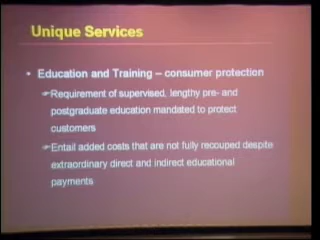 Unique Services
• Education and Training – consumer protection
☞Requirement of supervised, lengthy pre- and
postgraduate education mandated to protect
customers
☞Entail added costs that are not fully recouped despite
extraordinary direct and indirect educational
payments